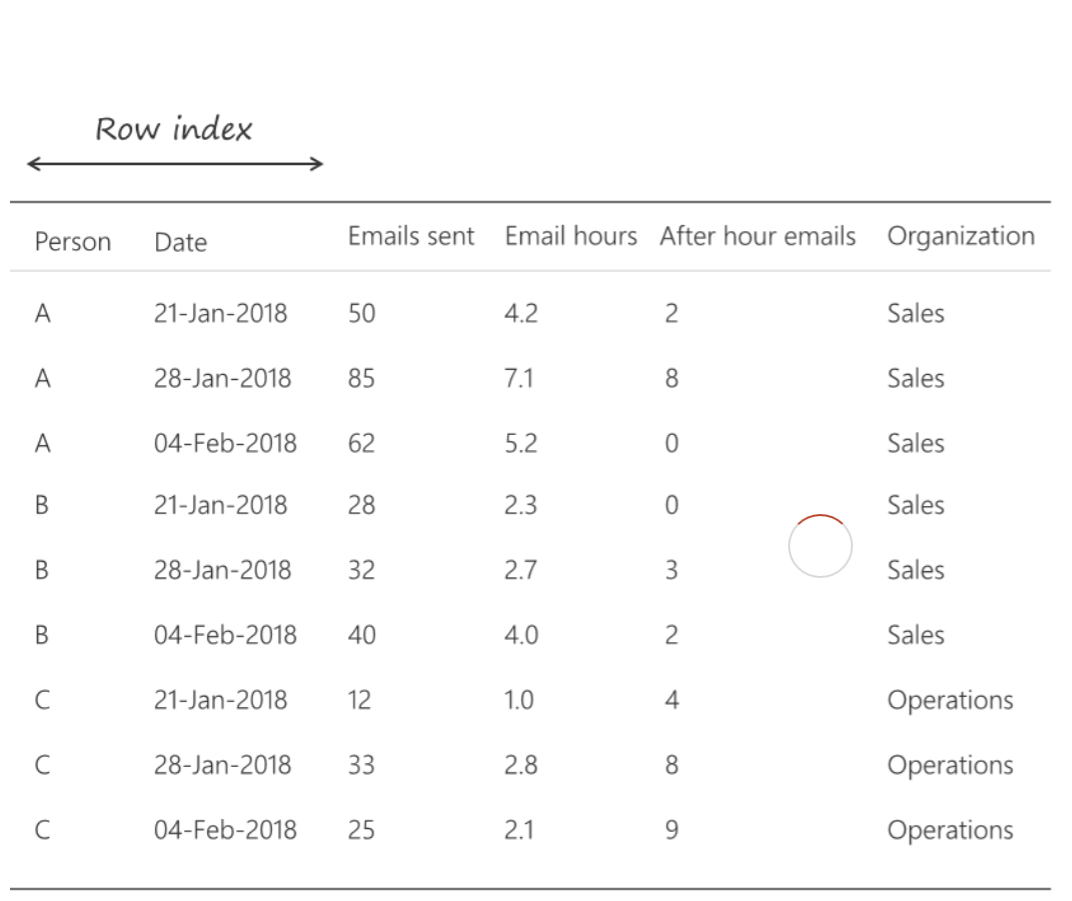 Row index
Person Date Emails sent Email hours After hour emails Organization
A 21-Jan-2018 50 4.2 2 Sales
A 28-Jan-2018 85 7.1 8 Sales
A 04-Feb-2018 62 5.2 0 Sales
B 21-Jan-2018 28 2.3 0 Sales
B 28-Jan-2018 32 2.7 3 Sales
B 04-Feb-2018 40 4.0 2 Sales
C 21-Jan-2018 12 1.0 4 Operations
C 28-Jan-2018 33 2.8 8 Operations
C 04-Feb-2018 25 2.1 9 Operations